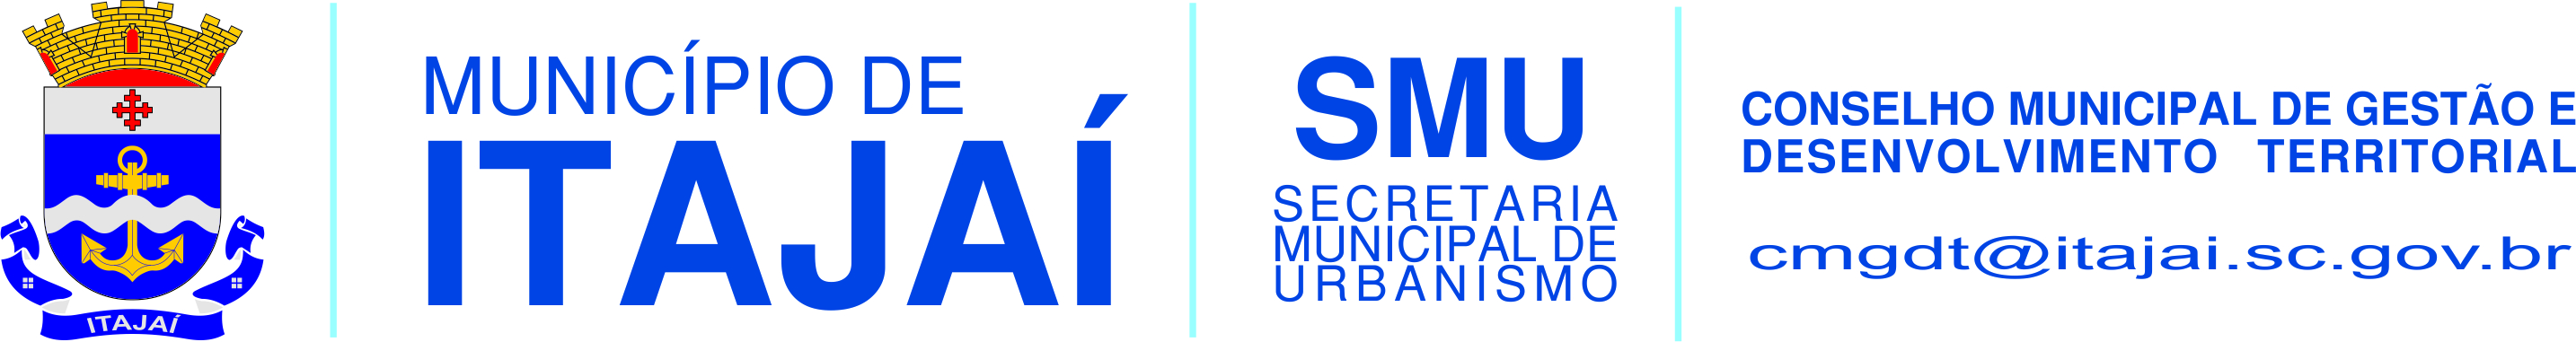 ITAJAÍ
MUNICÍPIO DE
ITAJAÍ
SMU
SECRETARIA
MUNICIPAL DE
URBANISMO
CONSELHO MUNICIPAL DE GESTÃO E
DESENVOLVIMENTO TERRITORIAL
cmgdt@itajai.sc.gov.br